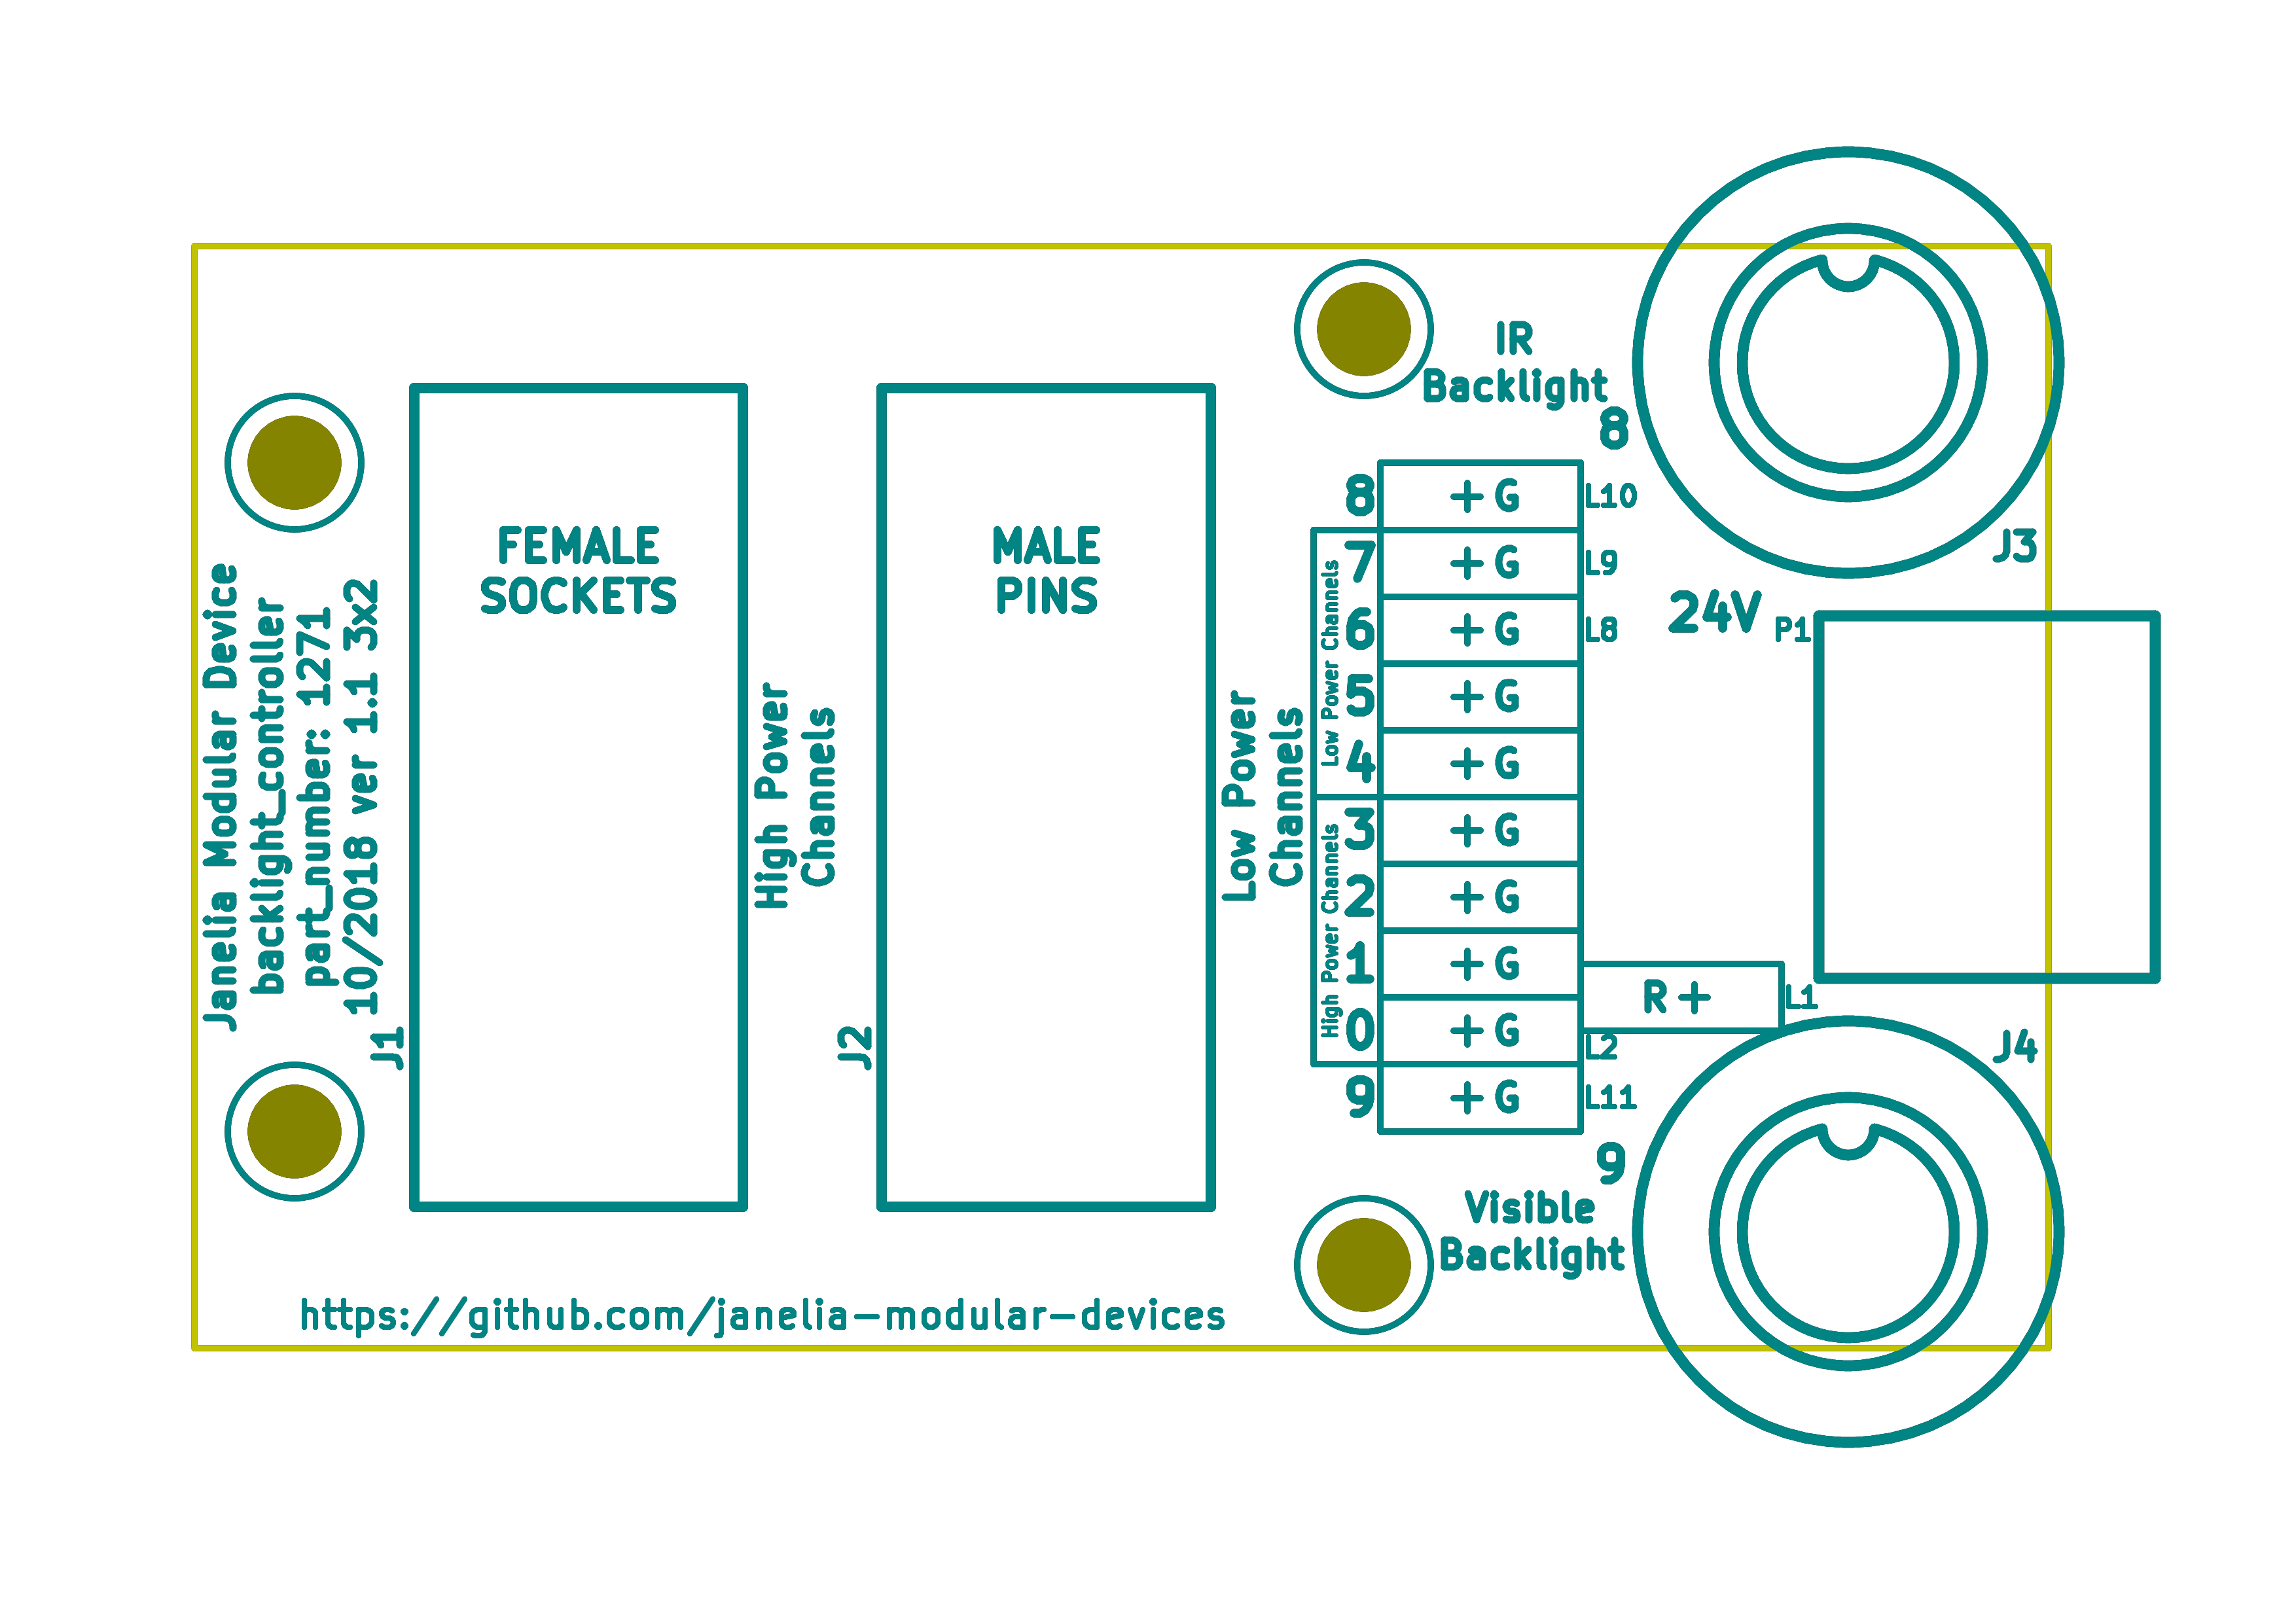 Janelia Modular Device
backlight_controller
part_number: 1271
10/2018 ver 1.1 3x2
J1
FEMALE
SOCKETS
High Power
Channels
J2
MALE
PINS
Low Power
Channels
IR
Backlight
8
J3
8 + G L10
7 + G L9
6 + G L8
5 + G
4 + G
Low Power Channels
3 + G
2 + G
1 + G
0 + G L2
High Power Channels
9 + G L11
R + L1
24V P1
J4
9
Visible
Backlight
https://github.com/janelia-modular-devices